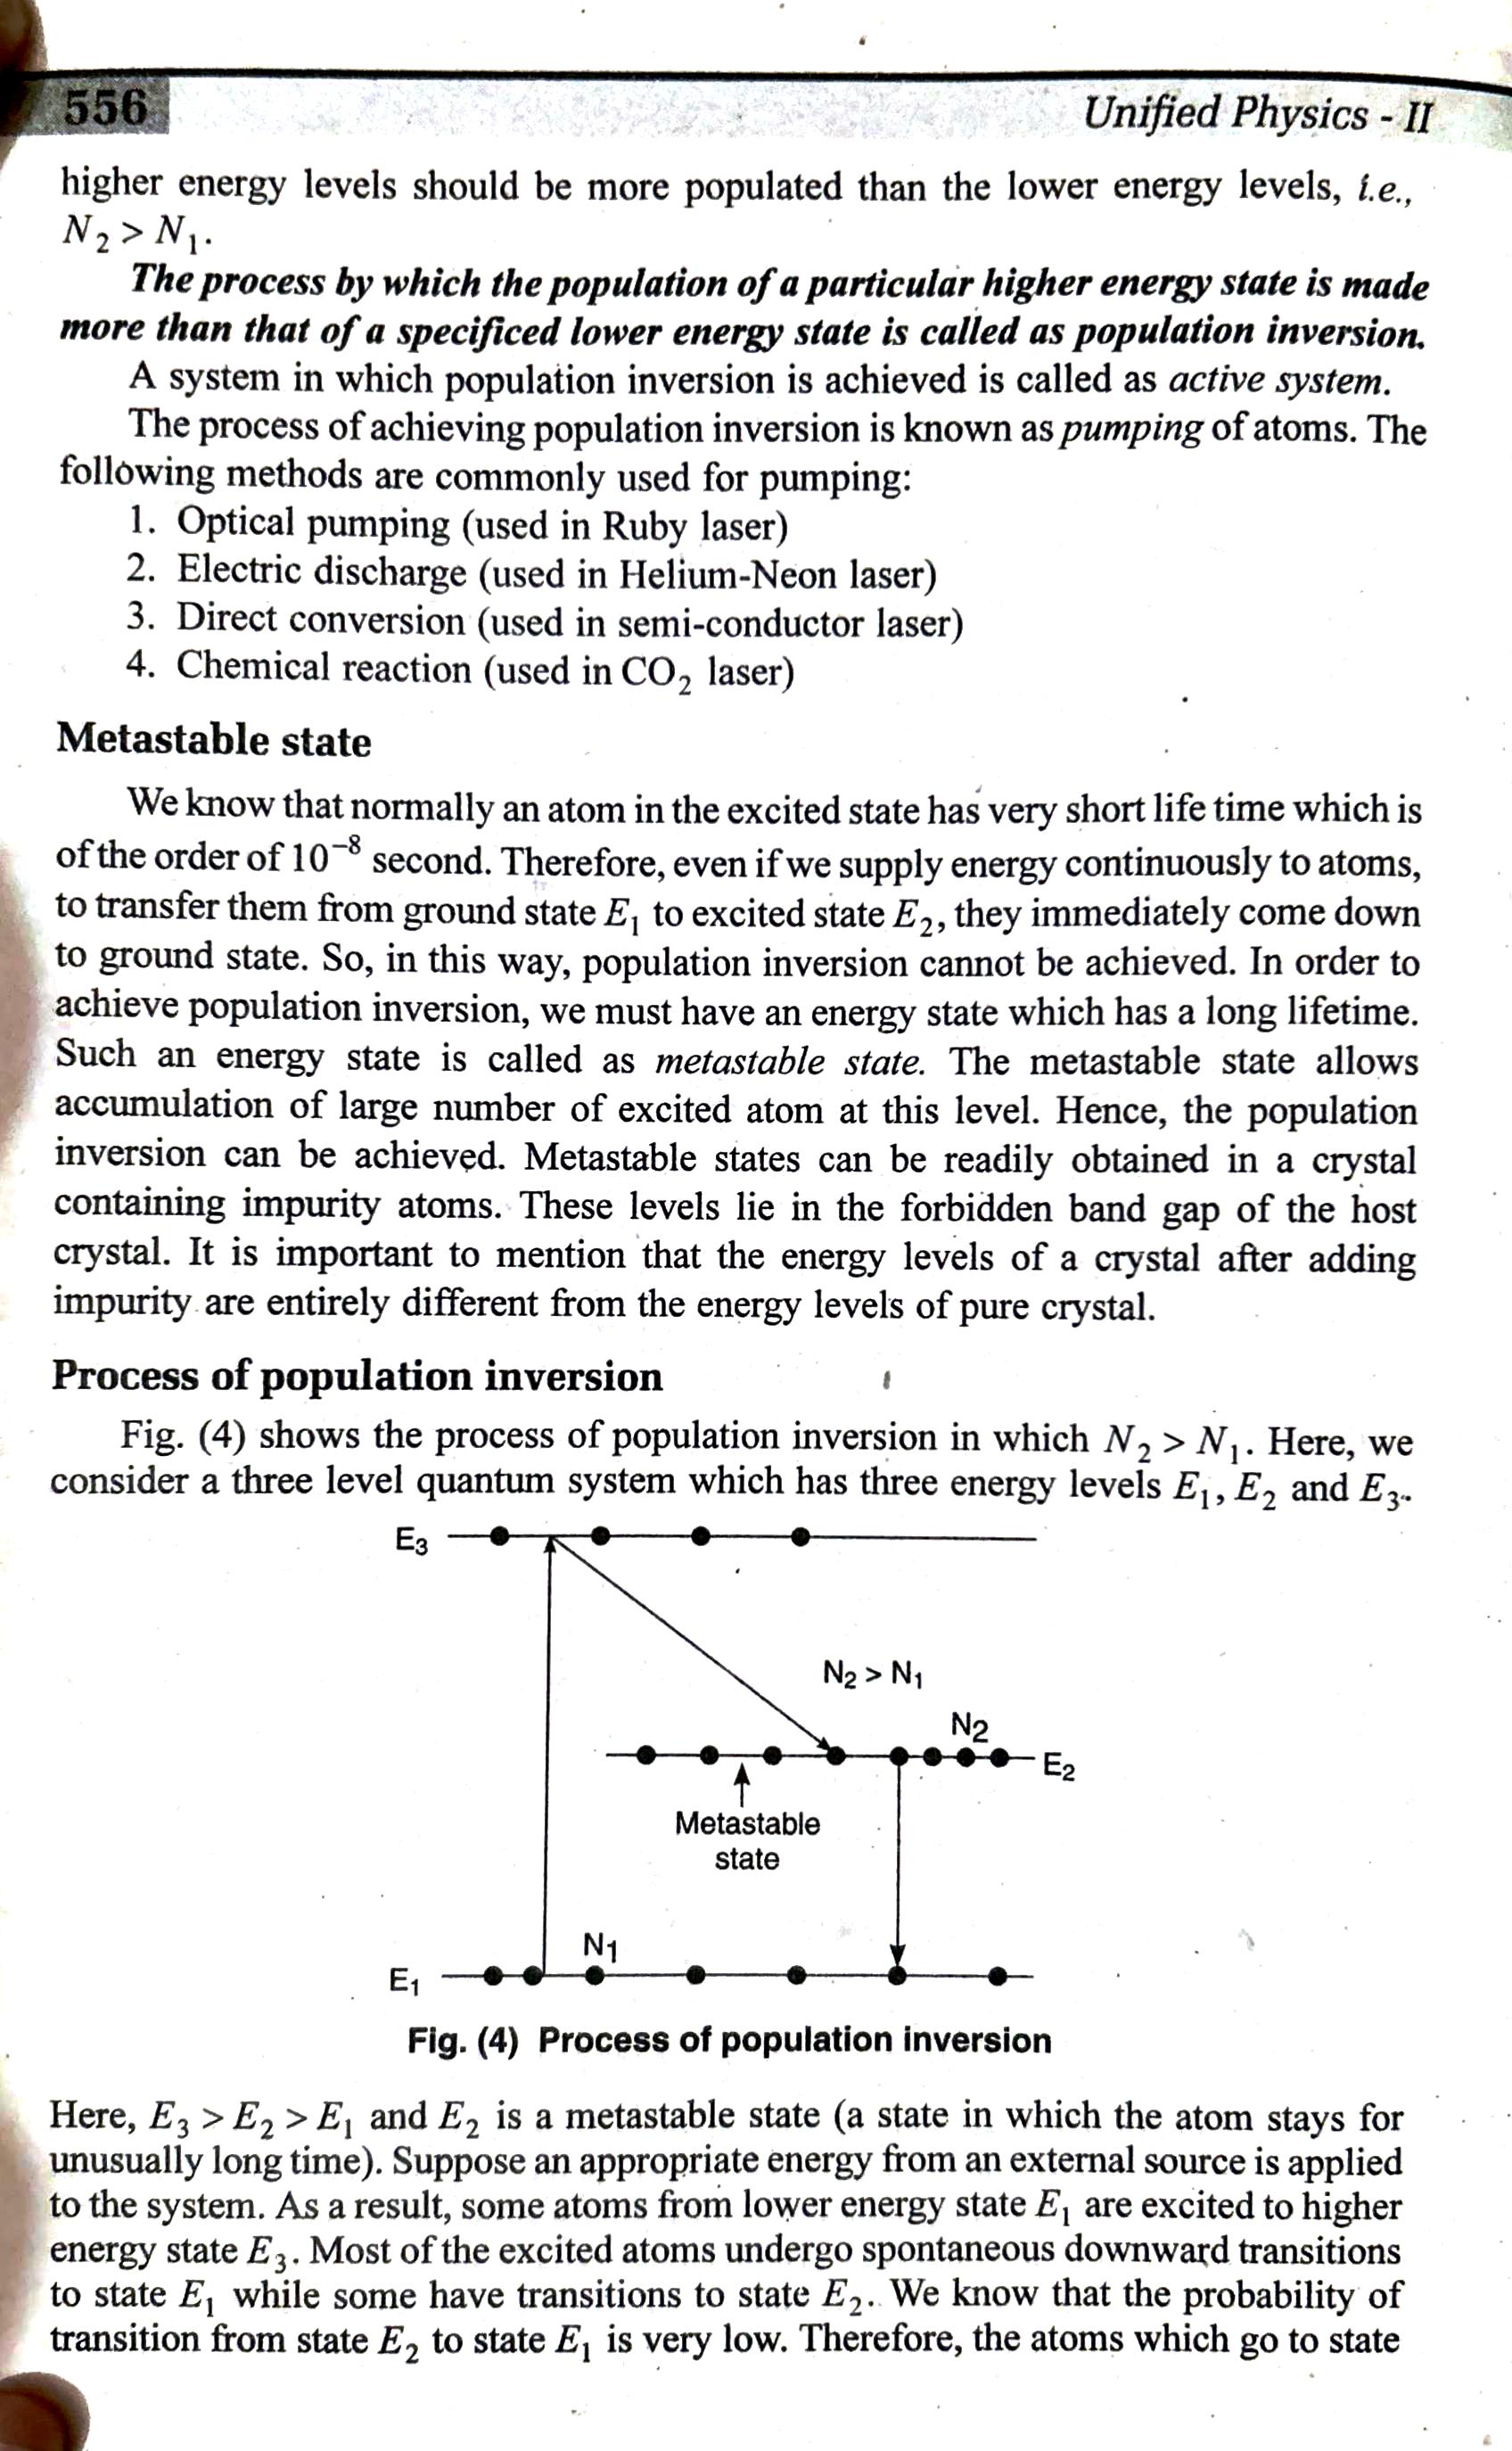 556
Unified Physics - II
higher energy levels should be more populated than the lower energy levels, i.e.,
N₂ > N₁.
The process by which the population of a particular higher energy state is made
more than that of a specificed lower energy state is called as population inversion.
A system in which population inversion is achieved is called as active system.
The process of achieving population inversion is known as pumping of atoms. The
following methods are commonly used for pumping:
1. Optical pumping (used in Ruby laser)
2. Electric discharge (used in Helium-Neon laser)
3. Direct conversion (used in semi-conductor laser)
4. Chemical reaction (used in CO₂ laser)
Metastable state
We know that normally an atom in the excited state has very short life time which is
of the order of 10⁻⁸ second. Therefore, even if we supply energy continuously to atoms,
to transfer them from ground state E₁ to excited state E₂, they immediately come down
to ground state. So, in this way, population inversion cannot be achieved. In order to
achieve population inversion, we must have an energy state which has a long lifetime.
Such an energy state is called as metastable state. The metastable state allows
accumulation of large number of excited atom at this level. Hence, the population
inversion can be achieved. Metastable states can be readily obtained in a crystal
containing impurity atoms. These levels lie in the forbidden band gap of the host
crystal. It is important to mention that the energy levels of a crystal after adding
impurity are entirely different from the energy levels of pure crystal.
Process of population inversion
Fig. (4) shows the process of population inversion in which N₂ > N₁. Here, we
consider a three level quantum system which has three energy levels E₁, E₂ and E₃.
E₃
N₂ > N₁
N₂
E₂
Metastable
state
N₁
E₁
Fig. (4) Process of population inversion
Here, E₃ > E₂ > E₁ and E₂ is a metastable state (a state in which the atom stays for
unusually long time). Suppose an appropriate energy from an external source is applied
to the system. As a result, some atoms from lower energy state E₁ are excited to higher
energy state E₃. Most of the excited atoms undergo spontaneous downward transitions
to state E₁ while some have transitions to state E₂. We know that the probability of
transition from state E₂ to state E₁ is very low. Therefore, the atoms which go to state